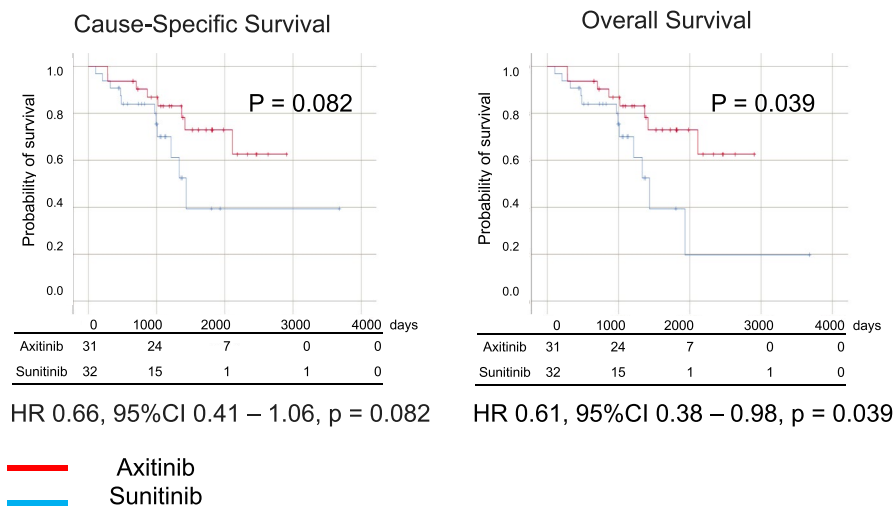 Cause-Specific Survival
1.0
0.8
0.6
0.4
0.2
0.0
Probability of survival
P = 0.082
0 1000 2000 3000 4000 days
Axitinib 31 24 7 0 0
Sunitinib 32 15 1 1 0
HR 0.66, 95%CI 0.41 – 1.06, p = 0.082
Overall Survival
1.0
0.8
0.6
0.4
0.2
0.0
Probability of survival
P = 0.039
0 1000 2000 3000 4000 days
Axitinib 31 24 7 0 0
Sunitinib 32 15 1 1 0
HR 0.61, 95%CI 0.38 – 0.98, p = 0.039
Axitinib
Sunitinib